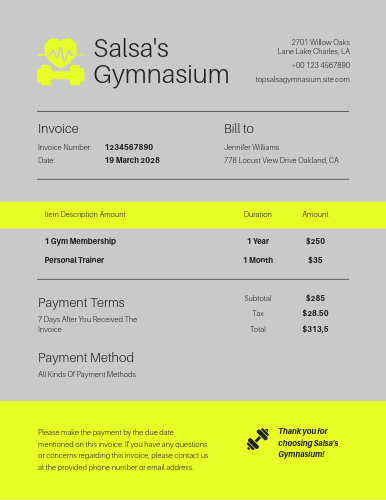 Salsa's
Gymnasium
2701 Willow Oaks
Lane Lake Charles, LA
+00 123 4567890
topsalsagymnasium.site.com
Invoice
Invoice Number: 1234567890
Date: 19 March 2028
Bill to
Jennifer Williams
778 Locust View Drive Oakland, CA
Item Description Amount Duration Amount
1 Gym Membership 1 Year $250
Personal Trainer 1 Month $35
Payment Terms
7 Days After You Received The
Invoice
Subtotal $285
Tax $28.50
Total $313,5
Payment Method
All Kinds Of Payment Methods
Please make the payment by the due date
mentioned on this invoice. If you have any questions
or concerns regarding this invoice, please contact us
at the provided phone number or email address.
Thank you for
choosing Salsa's
Gymnasium!